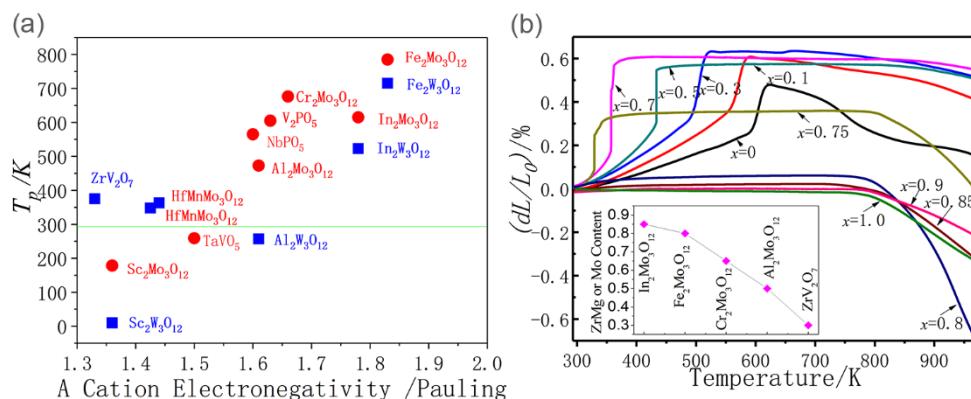 (a)
800
700
600
500
400
300
200
100
0
T_p/K
Fe₂Mo₃O₁₂
Fe₂W₃O₁₂
Cr₂Mo₃O₁₂
V₂PO₅
In₂Mo₃O₁₂
NbPO₅
In₂W₃O₁₂
Al₂Mo₃O₁₂
ZrV₂O₇
HfMnMo₃O₁₂
HfMnMo₃O₁₂
TaVO₅
Al₂W₃O₁₂
Sc₂Mo₃O₁₂
Sc₂W₃O₁₂
1.3 1.4 1.5 1.6 1.7 1.8 1.9 2.0
A Cation Electronegativity /Pauling
(b)
0.6
0.4
0.2
0.0
-0.2
-0.4
-0.6
(dL/L₀)/%
x=0.7
x=0.5
x=0.3
x=0.1
x=0
x=0.75
x=0.9
x=0.85
x=1.0
x=0.8
0.9
0.8
0.7
0.6
0.5
0.4
0.3
ZrMg or Mo Content
In₂Mo₃O₁₂
Fe₂Mo₃O₁₂
Cr₂Mo₃O₁₂
Al₂Mo₃O₁₂
ZrV₂O₇
300 400 500 600 700 800 900
Temperature/K